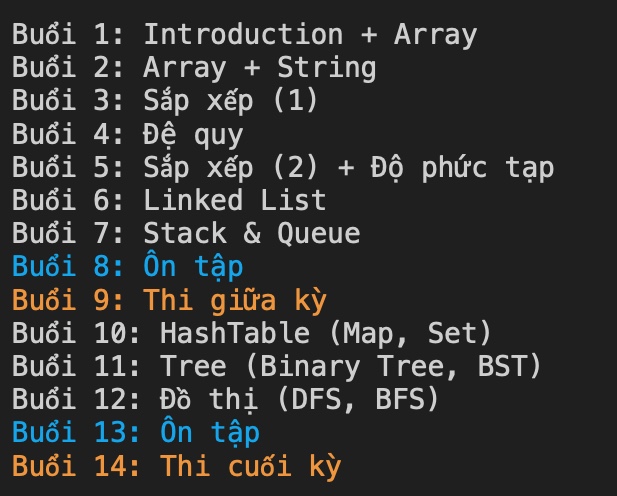 Buổi 1: Introduction + Array
Buổi 2: Array + String
Buổi 3: Sắp xếp (1)
Buổi 4: Đệ quy
Buổi 5: Sắp xếp (2) + Độ phức tạp
Buổi 6: Linked List
Buổi 7: Stack & Queue
Buổi 8: Ôn tập
Buổi 9: Thi giữa kỳ
Buổi 10: HashTable (Map, Set)
Buổi 11: Tree (Binary Tree, BST)
Buổi 12: Đồ thị (DFS, BFS)
Buổi 13: Ôn tập
Buổi 14: Thi cuối kỳ